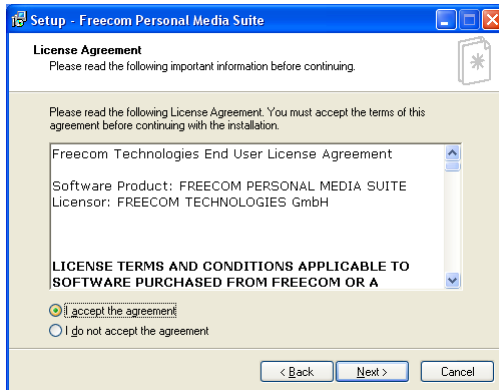 Setup - Freecom Personal Media Suite
License Agreement
Please read the following important information before continuing.
Please read the following License Agreement. You must accept the terms of this
agreement before continuing with the installation.
Freecom Technologies End User License Agreement
Software Product: FREECOM PERSONAL MEDIA SUITE
Licensor: FREECOM TECHNOLOGIES GmbH
LICENSE TERMS AND CONDITIONS APPLICABLE TO
SOFTWARE PURCHASED FROM FREECOM OR A
I accept the agreement
I do not accept the agreement
< Back
Next >
Cancel